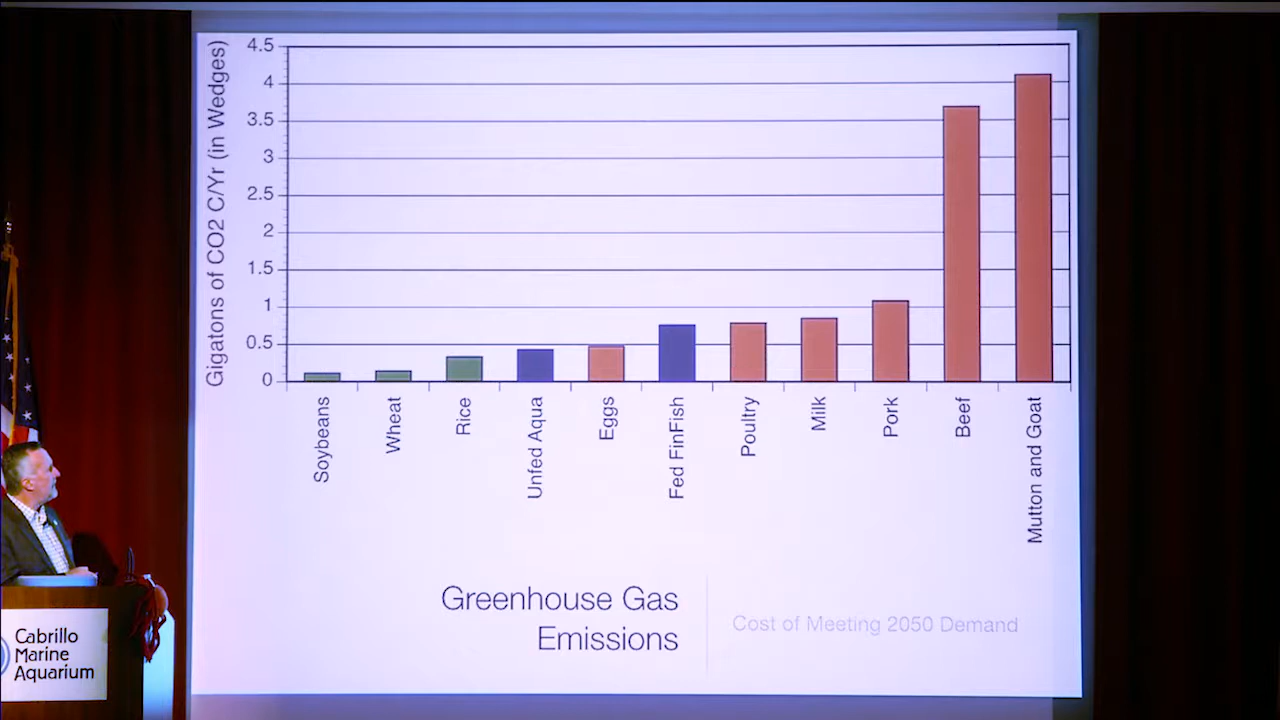 Gigatons of CO2 C/Yr (in Wedges)
4.5
4
3.5
3
2.5
2
1.5
1
0.5
0
Soybeans
Wheat
Rice
Unfed Aqua
Eggs
Fed FinFish
Poultry
Milk
Pork
Beef
Mutton and Goat
Greenhouse Gas
Emissions
Cost of Meeting 2050 Demand
Cabrillo
Marine
Aquarium